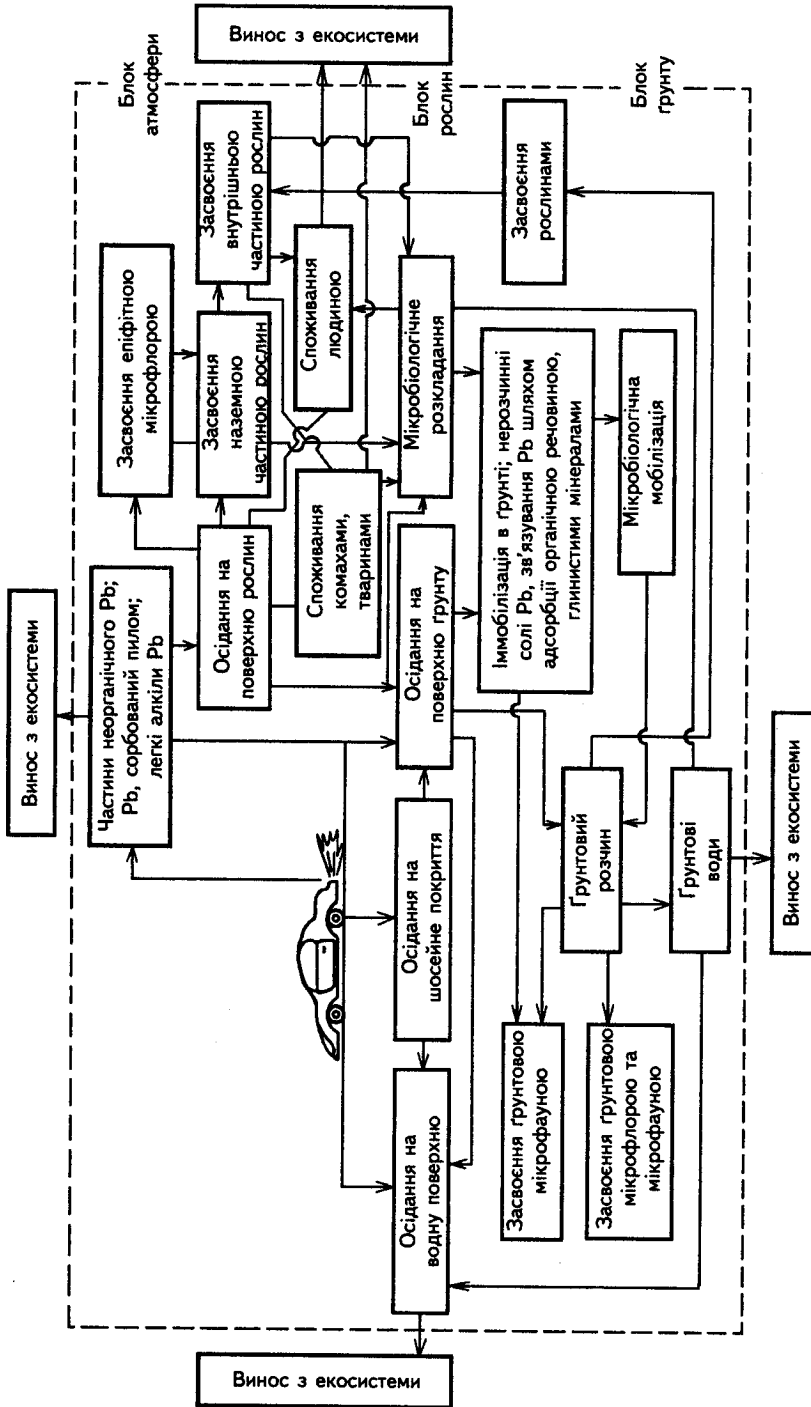 Винос з екосистеми
Частини неорганічного Pb;
Pb, сорбований пилом;
легкі алкіли Pb
Засвоєння епіфітною
мікрофлорою
Блок
атмосфери
Осідання на
поверхню рослин
Засвоєння
наземною
частиною рослин
Засвоєння
внутрішньою
частиною рослин
Винос з екосистеми
Споживання
комахами,
тваринами
Споживання
людиною
Блок
рослин
Осідання на
водну поверхню
Осідання на
шосейне покриття
Осідання на
поверхню ґрунту
Мікробіологічне
розкладання
Винос з екосистеми
Засвоєння
рослинами
Іммобілізація в ґрунті; нерозчинні
солі Pb, зв'язування Pb шляхом
адсорбції органічною речовиною,
глинистими мінералами
Засвоєння ґрунтовою
мікрофауною
Ґрунтовий
розчин
Мікробіологічна
мобілізація
Блок
ґрунту
Засвоєння ґрунтовою
мікрофлорою та
мікрофауною
Ґрунтові
води
Винос з екосистеми